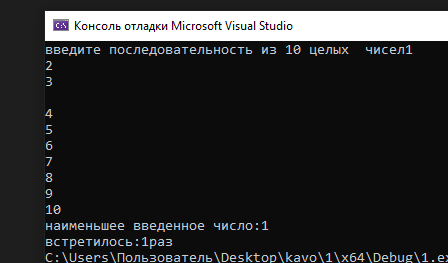 Консоль отладки Microsoft Visual Studio
введите последовательность из 10 целых  чисел1
2
3
4
5
6
7
8
9
10
наименьшее введенное число:1
встретилось:1раз
C:\Users\Пользователь\Desktop\kavo\1\x64\Debug\1.ex